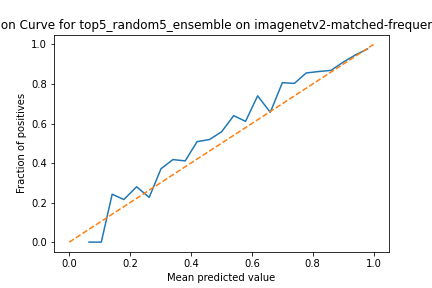 on Curve for top5_random5_ensemble on imagenetv2-matched-frequen
1.0
0.8
0.6
0.4
0.2
0.0
Fraction of positives
0.0 0.2 0.4 0.6 0.8 1.0
Mean predicted value